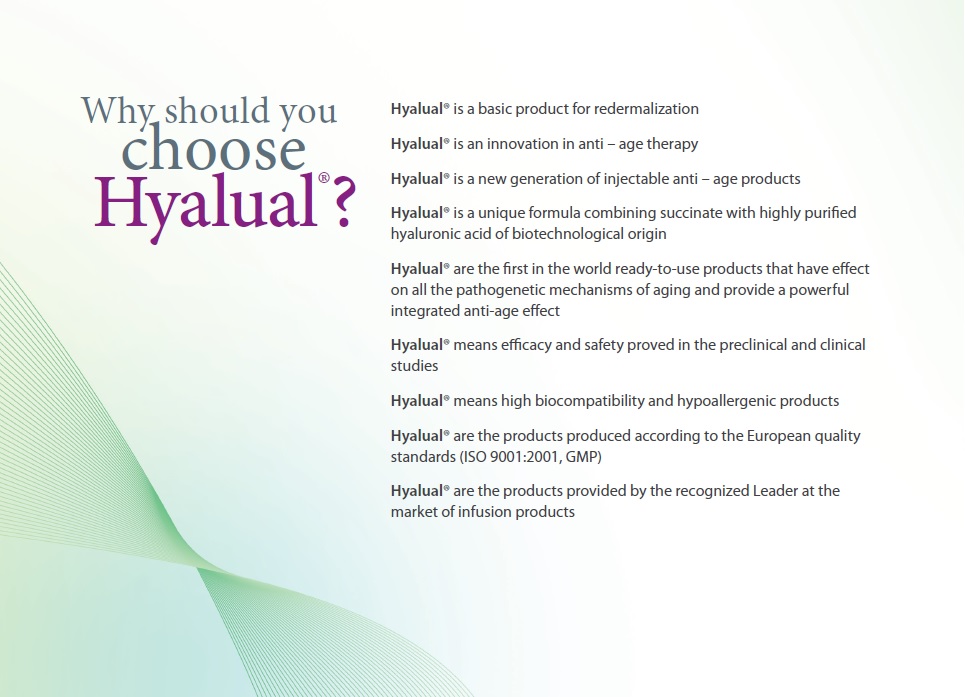 Why should you
choose
Hyalual®?
Hyalual® is a basic product for redermalization
Hyalual® is an innovation in anti – age therapy
Hyalual® is a new generation of injectable anti – age products
Hyalual® is a unique formula combining succinate with highly purified
hyaluronic acid of biotechnological origin
Hyalual® are the first in the world ready-to-use products that have effect
on all the pathogenetic mechanisms of aging and provide a powerful
integrated anti-age effect
Hyalual® means efficacy and safety proved in the preclinical and clinical
studies
Hyalual® means high biocompatibility and hypoallergenic products
Hyalual® are the products produced according to the European quality
standards (ISO 9001:2001, GMP)
Hyalual® are the products provided by the recognized Leader at the
market of infusion products